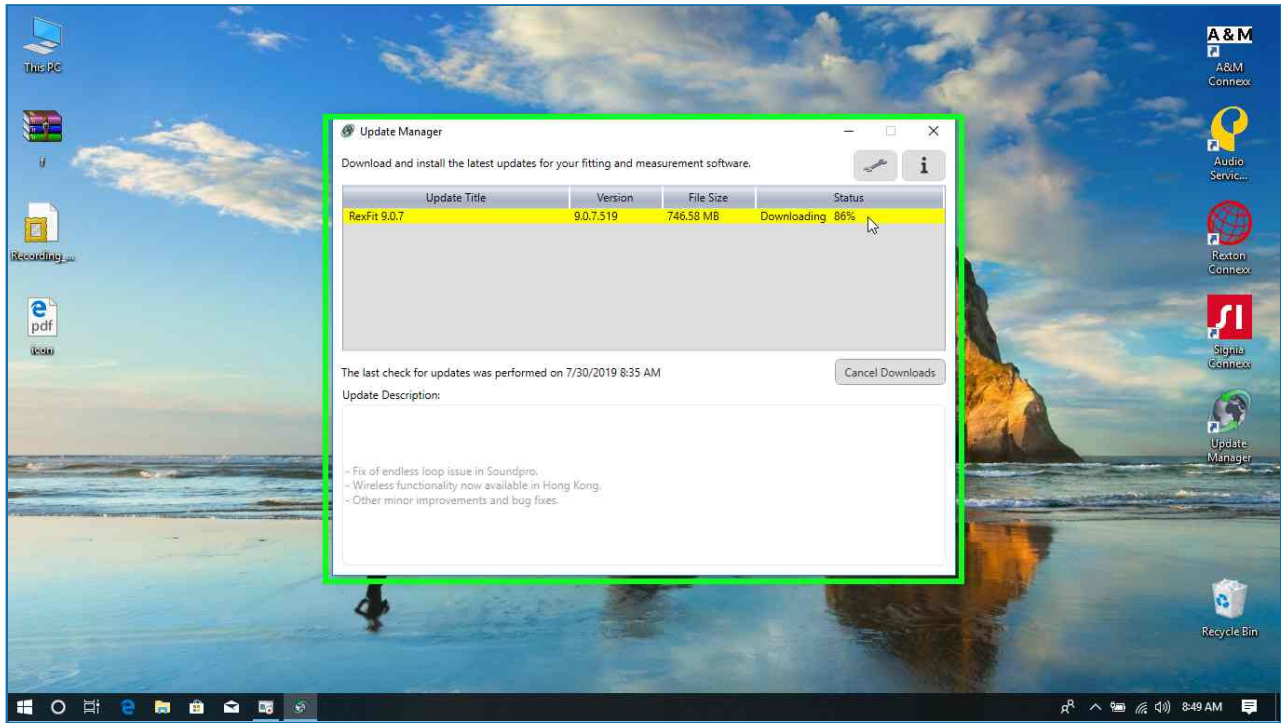 This PC
Recording_...
pdf
icon
Update Manager
Download and install the latest updates for your fitting and measurement software.
i
Update Title Version File Size Status
RexFit 9.0.7 9.0.7.519 746.58 MB Downloading 86%
The last check for updates was performed on 7/30/2019 8:35 AM
Cancel Downloads
Update Description:
- Fix of endless loop issue in Soundpro.
- Wireless functionality now available in Hong Kong.
- Other minor improvements and bug fixes.
A&M
A&M
Connexx
Audio
Servic...
Rexton
Connexx
SI
Signia
Connexx
Update
Manager
Recycle Bin
8:49 AM